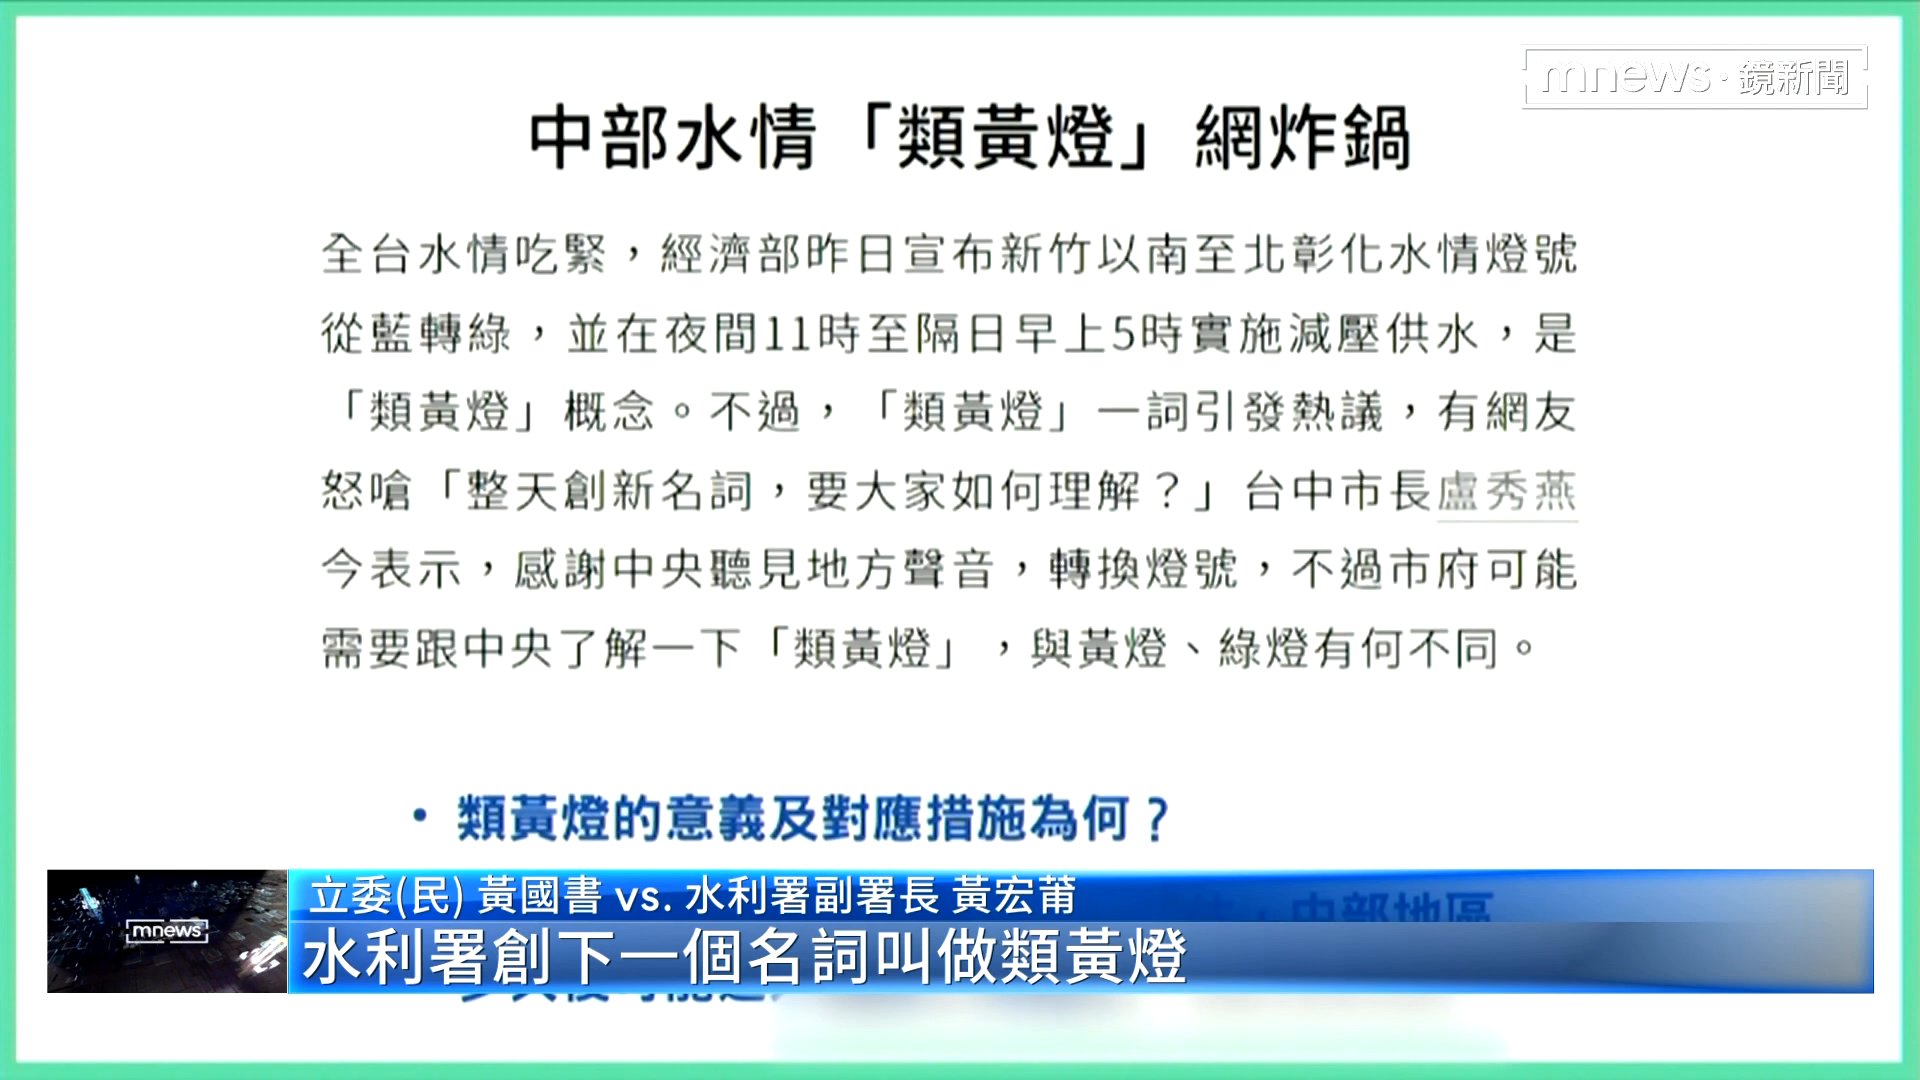 mnews・鏡新聞
中部水情「類黃燈」網炸鍋
全台水情吃緊，經濟部昨日宣布新竹以南至北彰化水情燈號
從藍轉綠，並在夜間11時至隔日早上5時實施減壓供水，是
「類黃燈」概念。不過，「類黃燈」一詞引發熱議，有網友
怒嗆「整天創新名詞，要大家如何理解？」台中市長盧秀燕
今表示，感謝中央聽見地方聲音，轉換燈號，不過市府可能
需要跟中央了解一下「類黃燈」，與黃燈、綠燈有何不同。
• 類黃燈的意義及對應措施為何？
中部地區
mnews
立委(民) 黃國書 vs. 水利署副署長 黃宏莆
水利署創下一個名詞叫做類黃燈